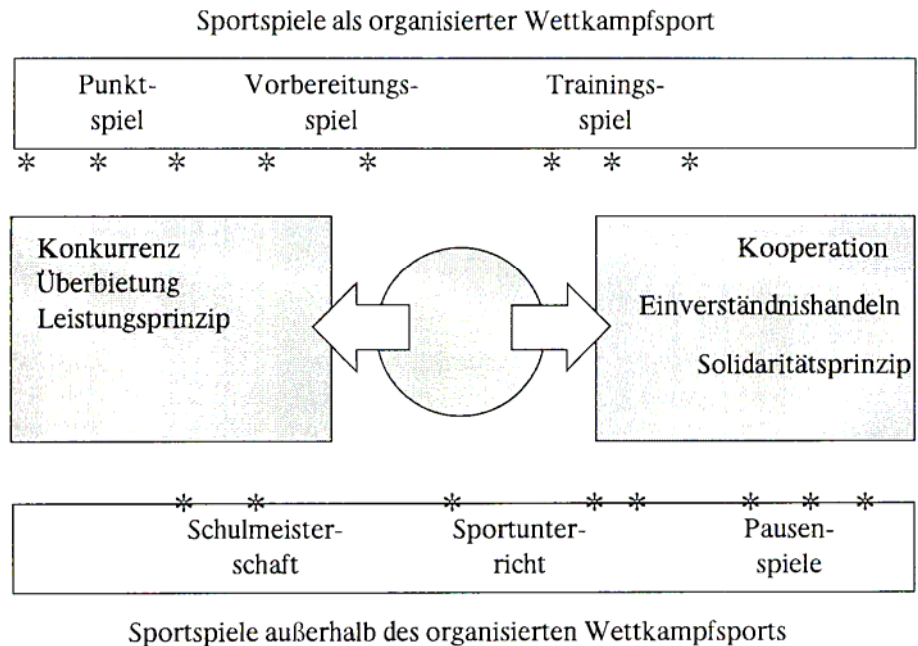 Sportspiele als organisierter Wettkampfsport
Punkt- Vorbereitungs- Trainings-
spiel spiel spiel
* * * * * * * *
Konkurrenz
Überbietung
Leistungsprinzip
Kooperation
Einverständnishandeln
Solidaritätsprinzip
* * * * * * * *
Schulmeister- Sportunter- Pausen-
schaft richt spiele
Sportspiele außerhalb des organisierten Wettkampfsports